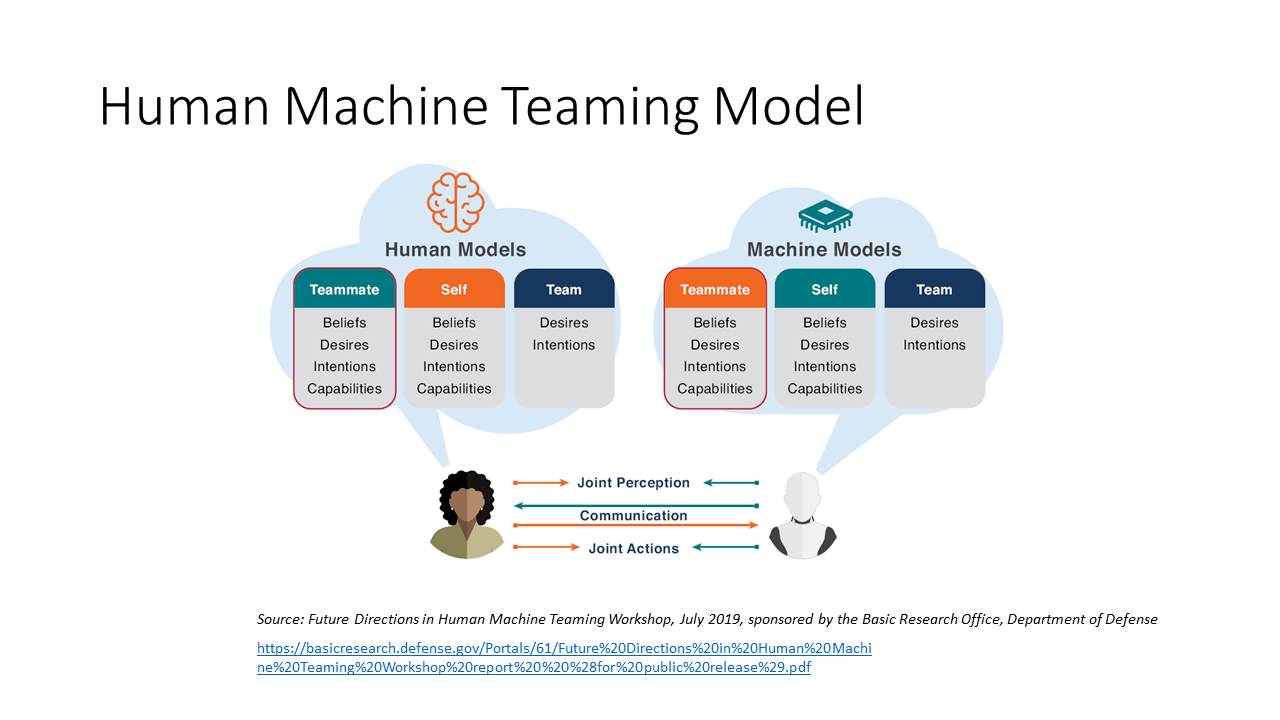 Human Machine Teaming Model
Human Models
Machine Models
Teammate Self Team
Beliefs Beliefs Desires
Desires Desires Intentions
Intentions Intentions
Capabilities Capabilities
Teammate Self Team
Beliefs Beliefs Desires
Desires Desires Intentions
Intentions Intentions
Capabilities Capabilities
Joint Perception
Communication
Joint Actions
Source: Future Directions in Human Machine Teaming Workshop, July 2019, sponsored by the Basic Research Office, Department of Defense
https://basicresearch.defense.gov/Portals/61/Future%20Directions%20in%20Human%20Machi
ne%20Teaming%20Workshop%20report%20%20%28for%20public%20release%29.pdf